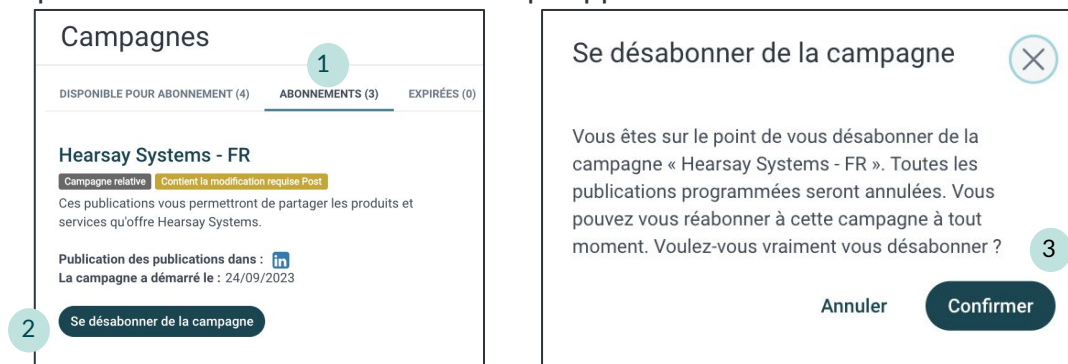 Campagnes
1
DISPONIBLE POUR ABONNEMENT (4) ABONNEMENTS (3) EXPIRÉES (0)
Hearsay Systems - FR
Campagne relative Contient la modification requise Post
Ces publications vous permettront de partager les produits et
services qu'offre Hearsay Systems.
Publication des publications dans : in
La campagne a démarré le : 24/09/2023
2
Se désabonner de la campagne
Se désabonner de la campagne
Vous êtes sur le point de vous désabonner de la
campagne « Hearsay Systems - FR ». Toutes les
publications programmées seront annulées. Vous
pouvez vous réabonner à cette campagne à tout
moment. Voulez-vous vraiment vous désabonner ?
3
Annuler Confirmer